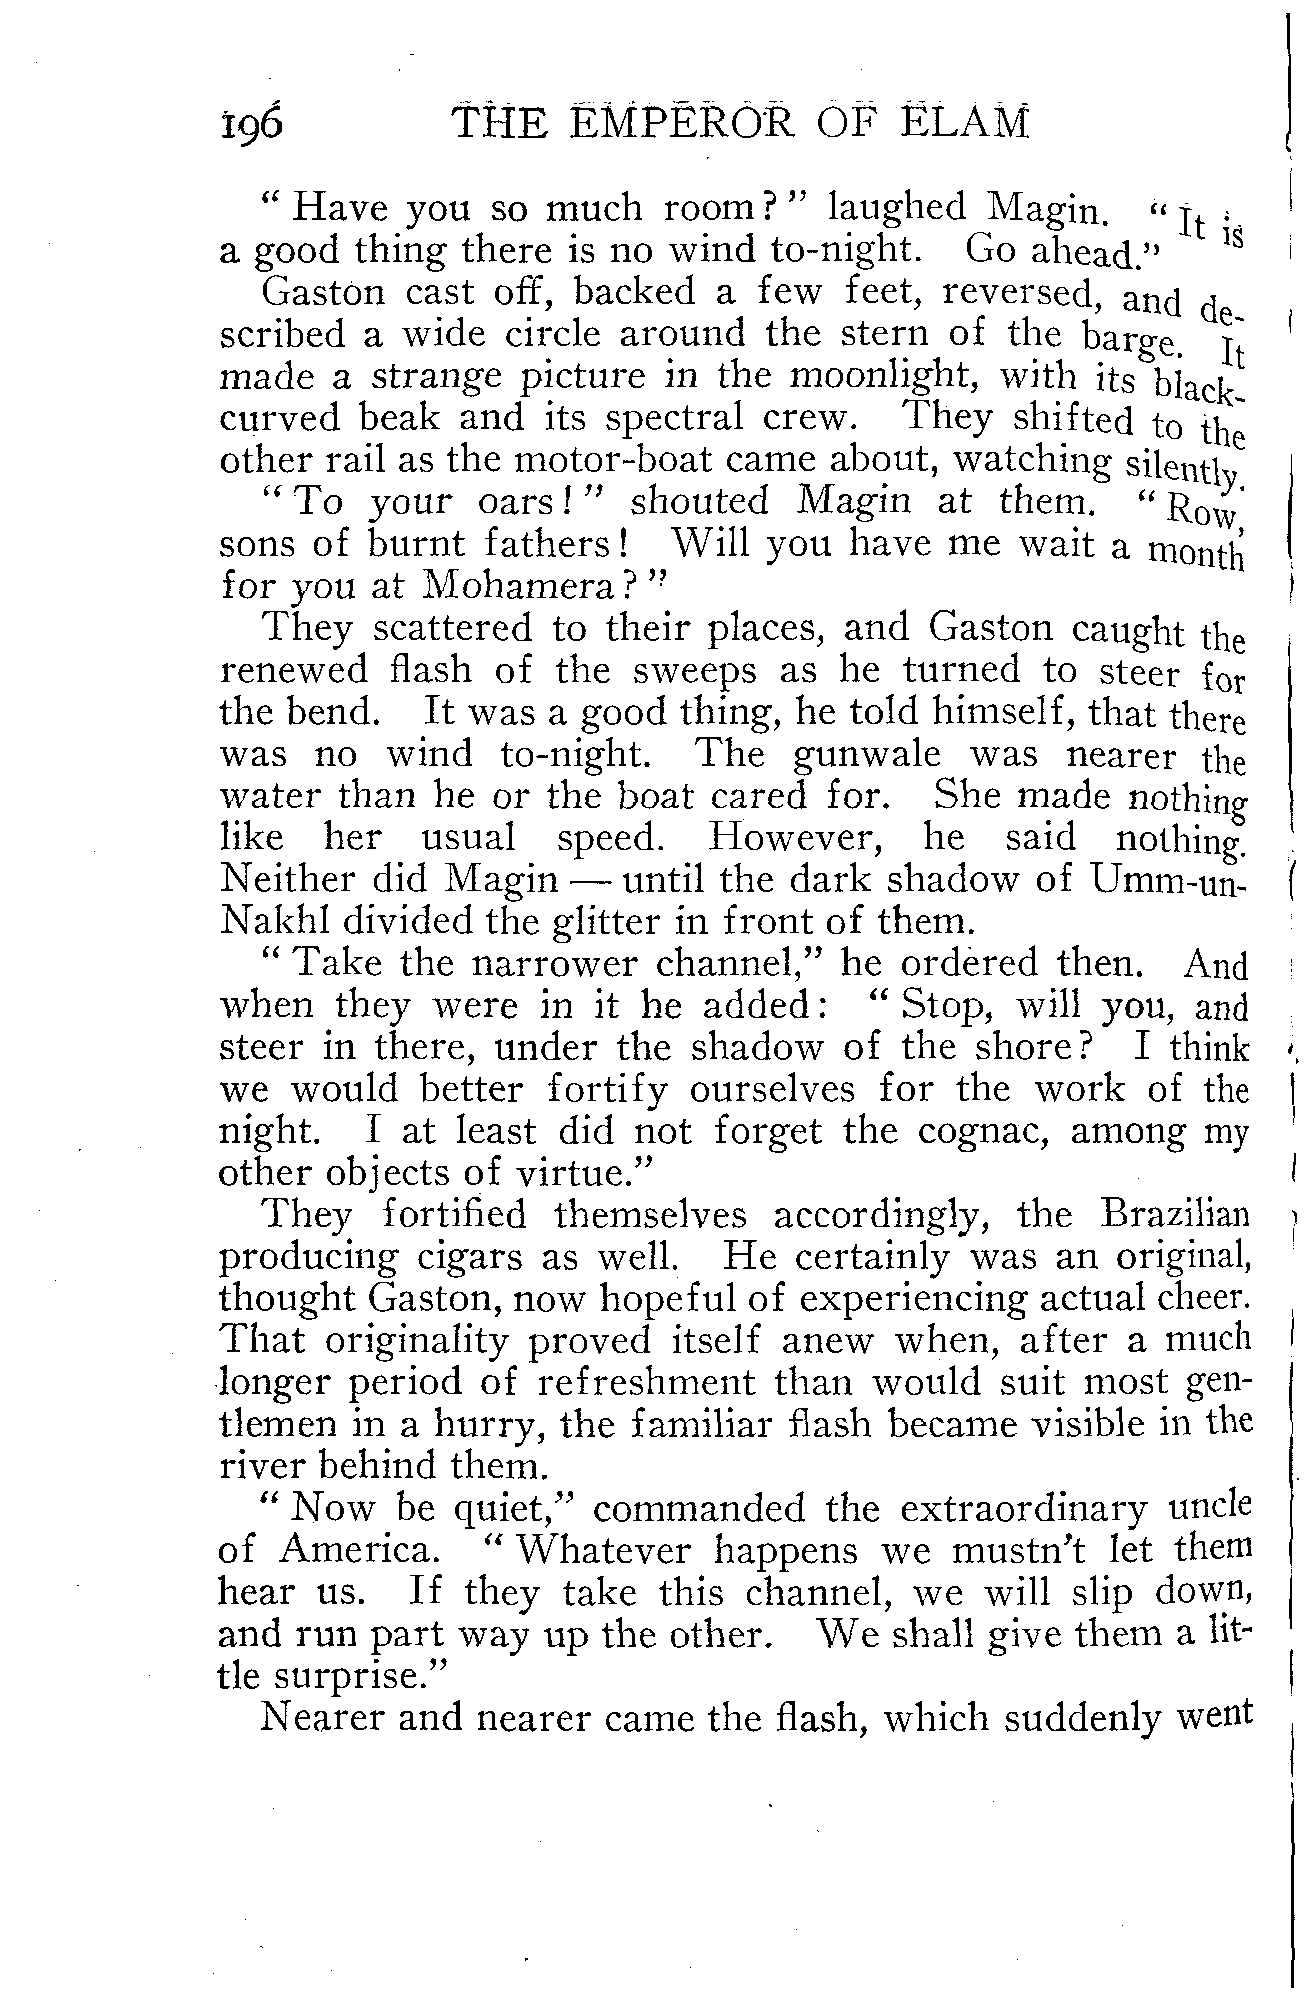 196 THE EMPEROR OF ELAM
" Have you so much room? " laughed Magin. " It is
a good thing there is no wind to-night. Go ahead."
Gaston cast off, backed a few feet, reversed, and de-
scribed a wide circle around the stern of the barge. It
made a strange picture in the moonlight, with its black-
curved beak and its spectral crew. They shifted to the
other rail as the motor-boat came about, watching silently.
" To your oars! " shouted Magin at them. " Row,
sons of burnt fathers! Will you have me wait a month
for you at Mohamera? "
They scattered to their places, and Gaston caught the
renewed flash of the sweeps as he turned to steer for
the bend. It was a good thing, he told himself, that there
was no wind to-night. The gunwale was nearer the
water than he or the boat cared for. She made nothing
like her usual speed. However, he said nothing.
Neither did Magin — until the dark shadow of Umm-un-
Nakhl divided the glitter in front of them.
" Take the narrower channel," he ordered then. And
when they were in it he added: " Stop, will you, and
steer in there, under the shadow of the shore? I think
we would better fortify ourselves for the work of the
night. I at least did not forget the cognac, among my
other objects of virtue."
They fortified themselves accordingly, the Brazilian
producing cigars as well. He certainly was an original,
thought Gaston, now hopeful of experiencing actual cheer.
That originality proved itself anew when, after a much
longer period of refreshment than would suit most gen-
tlemen in a hurry, the familiar flash became visible in the
river behind them.
" Now be quiet," commanded the extraordinary uncle
of America. " Whatever happens we mustn't let them
hear us. If they take this channel, we will slip down,
and run part way up the other. We shall give them a lit-
tle surprise."
Nearer and nearer came the flash, which suddenly went